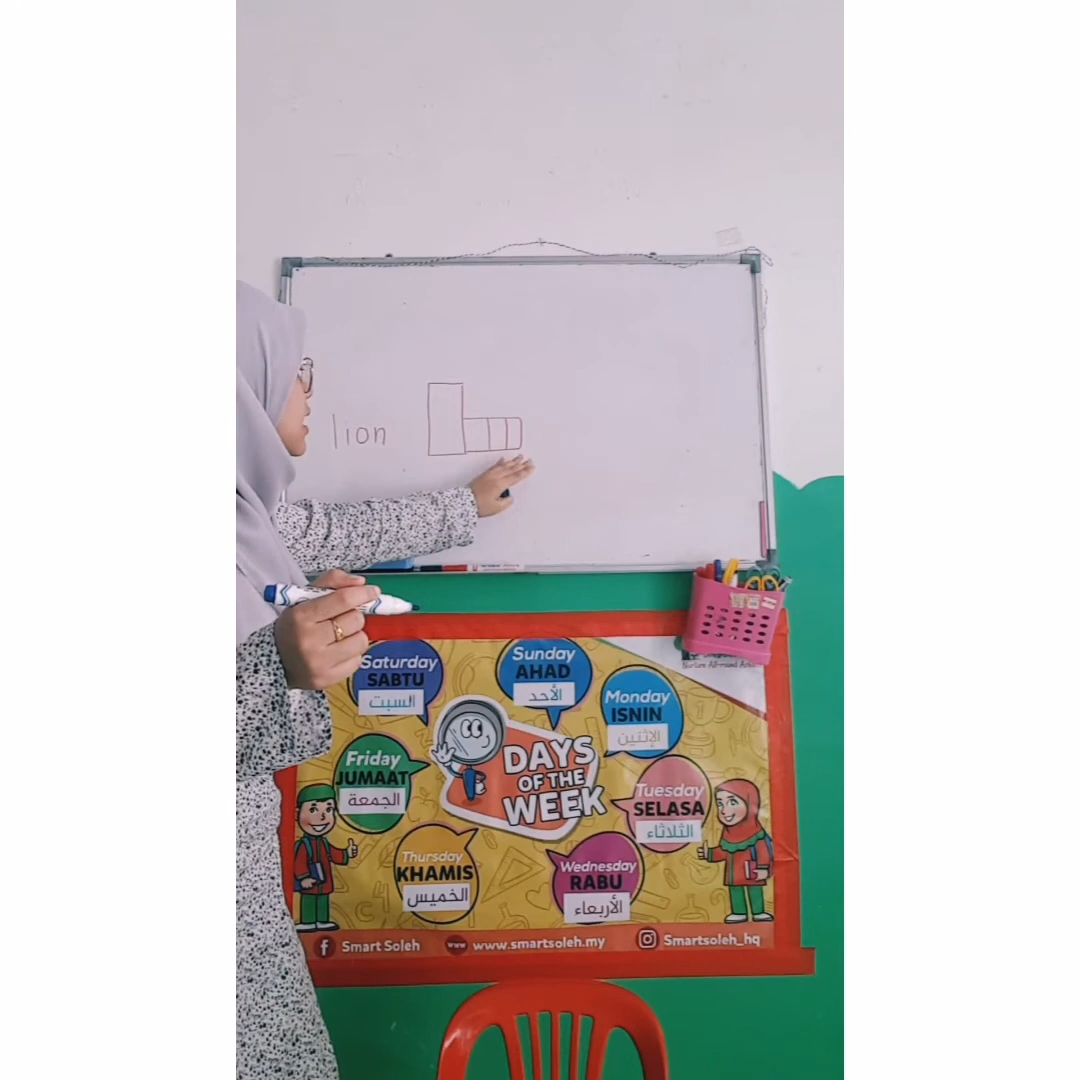 lion
Saturday
SABTU
السبت
Sunday
AHAD
الأحد
Monday
ISNIN
الإثنين
Friday
JUMAAT
الجمعة
DAYS
OF THE
WEEK
Tuesday
SELASA
الثلاثاء
Thursday
KHAMIS
الخميس
Wednesday
RABU
الأربعاء
f Smart Soleh
www www.smartsoleh.my
Smartsoleh_hq